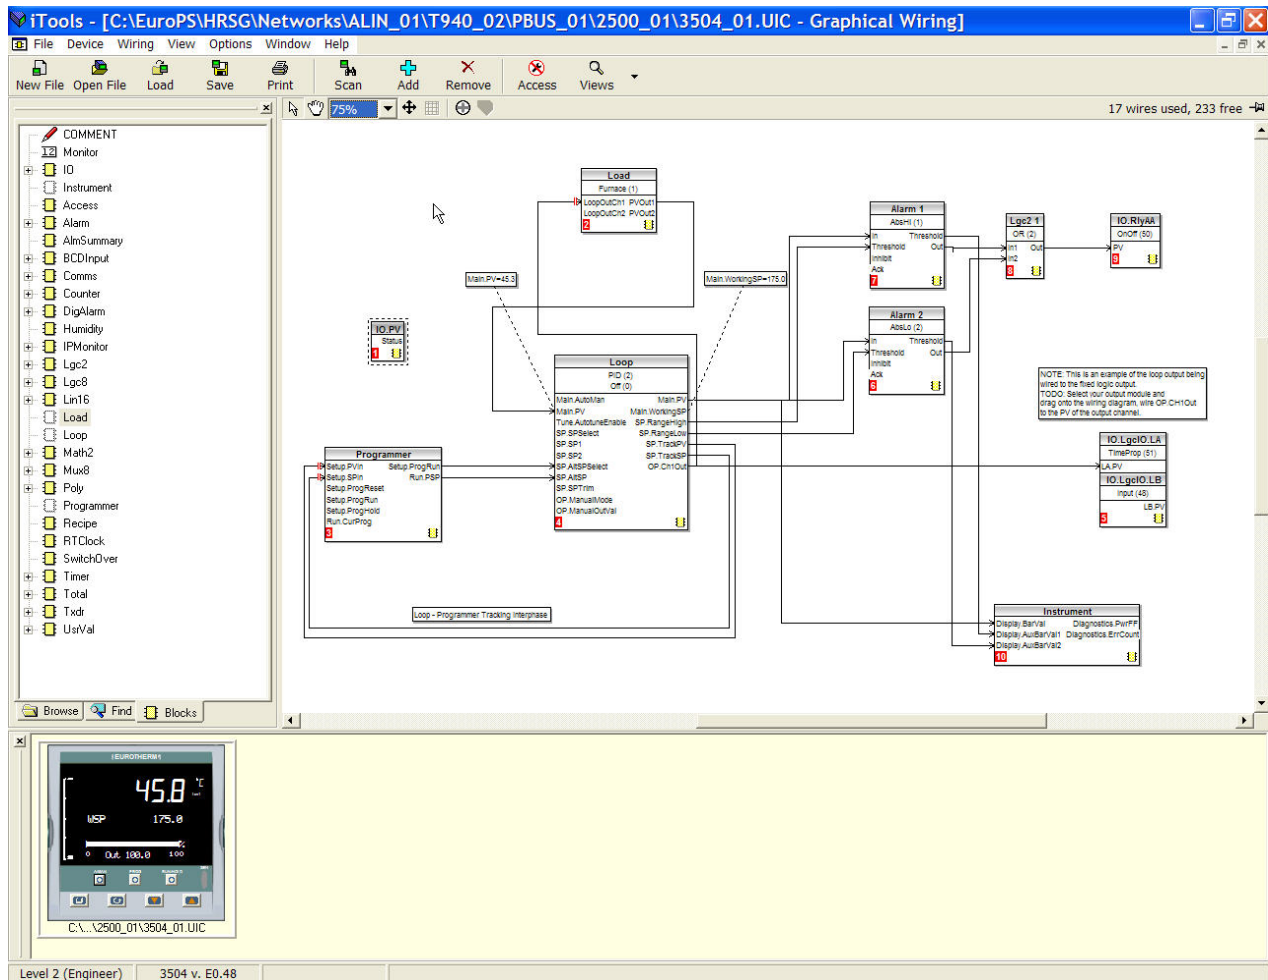 iTools - [C:\EuroPS\HRSG\Networks\ALIN_01\T940_02\PBUS_01\2500_01\3504_01.UIC - Graphical Wiring]
File Device Wiring View Options Window Help
New File Open File Load Save Print Scan Add Remove Access Views
75%
17 wires used, 233 free
COMMENT
Monitor
IO
Instrument
Access
Alarm
AlmSummary
BCDInput
Comms
Counter
DigAlarm
Humidity
IPMonitor
Lgc2
Lgc8
Lin16
Load
Loop
Math2
Mux8
Poly
Programmer
Recipe
RTClock
SwitchOver
Timer
Total
Txdr
UsrVal
Browse Find Blocks
Load
Furnace (1)
LoopOutCh1 PVOut1
LoopOutCh2 PVOut2
2
Alarm 1
AbsHi (1)
In Threshold
Threshold Out
Inhibit
Ack
7
Lgc2 1
OR (2)
In1 Out
In2
8
IO.RlyAA
OnOff (50)
PV
9
Main.PV=45.3
Main.WorkingSP=175.0
IO.PV
Status
1
Alarm 2
AbsLo (2)
In Threshold
Threshold Out
Inhibit
Ack
6
Loop
PID (2)
Off (0)
Main.AutoMan Main.PV
Main.PV Main.WorkingSP
Tune.AutotuneEnable SP.RangeHigh
SP.SPSelect SP.RangeLow
SP.SP1 SP.TrackPV
SP.SP2 SP.TrackSP
SP.AltSPSelect OP.Ch1Out
SP.AltSP
SP.SPTrim
OP.ManualMode
OP.ManualOutVal
4
NOTE: This is an example of the loop output being
wired to the fixed logic output.
TODO: Select your output module and
drag onto the wiring diagram, wire OP.CH1Out
to the PV of the output channel.
Programmer
Setup.PVIn Setup.ProgRun
Setup.SPIn Run.PSP
Setup.ProgReset
Setup.ProgRun
Setup.ProgHold
Run.CurProg
3
IO.LgcIO.LA
TimeProp (51)
LA.PV
IO.LgcIO.LB
Input (48)
LB.PV
5
Loop - Programmer Tracking Interphase
Instrument
Display.BarVal Diagnostics.PwrFF
Display.AuxBarVal1 Diagnostics.ErrCount
Display.AuxBarVal2
10
EUROTHERM
45.8 °C
WSP 175.0
0 Out 100.0 100
C:\...\2500_01\3504_01.UIC
Level 2 (Engineer) 3504 v. E0.48